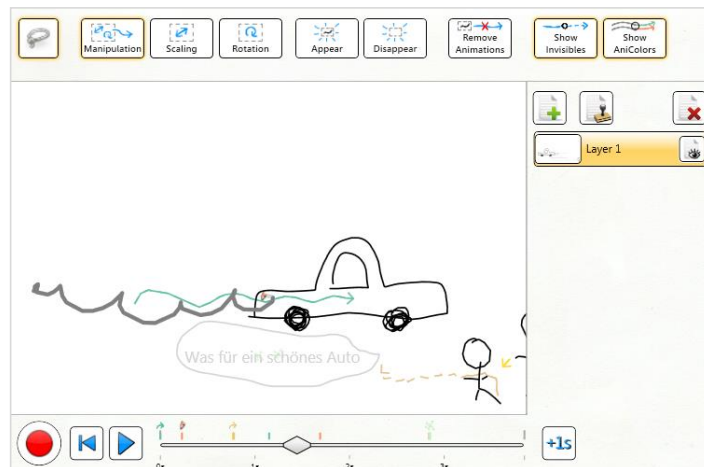 Manipulation
Scaling
Rotation
Appear
Disappear
Remove
Animations
Show
Invisibles
Show
AniColors
Layer 1
Was für ein schönes Auto
+1s